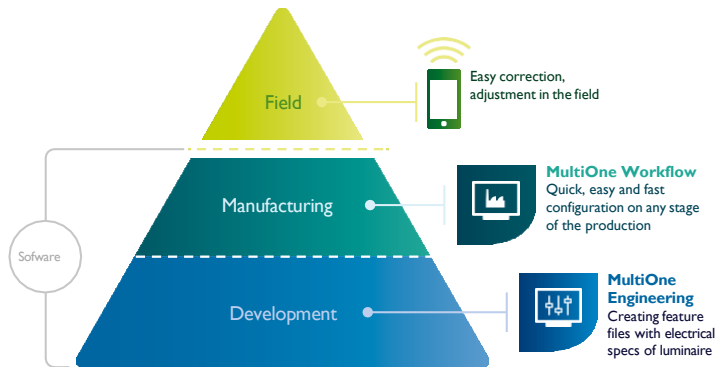 Field
Easy correction,
adjustment in the field
Manufacturing
MultiOne Workflow
Quick, easy and fast
configuration on any stage
of the production
Sofware
Development
MultiOne
Engineering
Creating feature
files with electrical
specs of luminaire